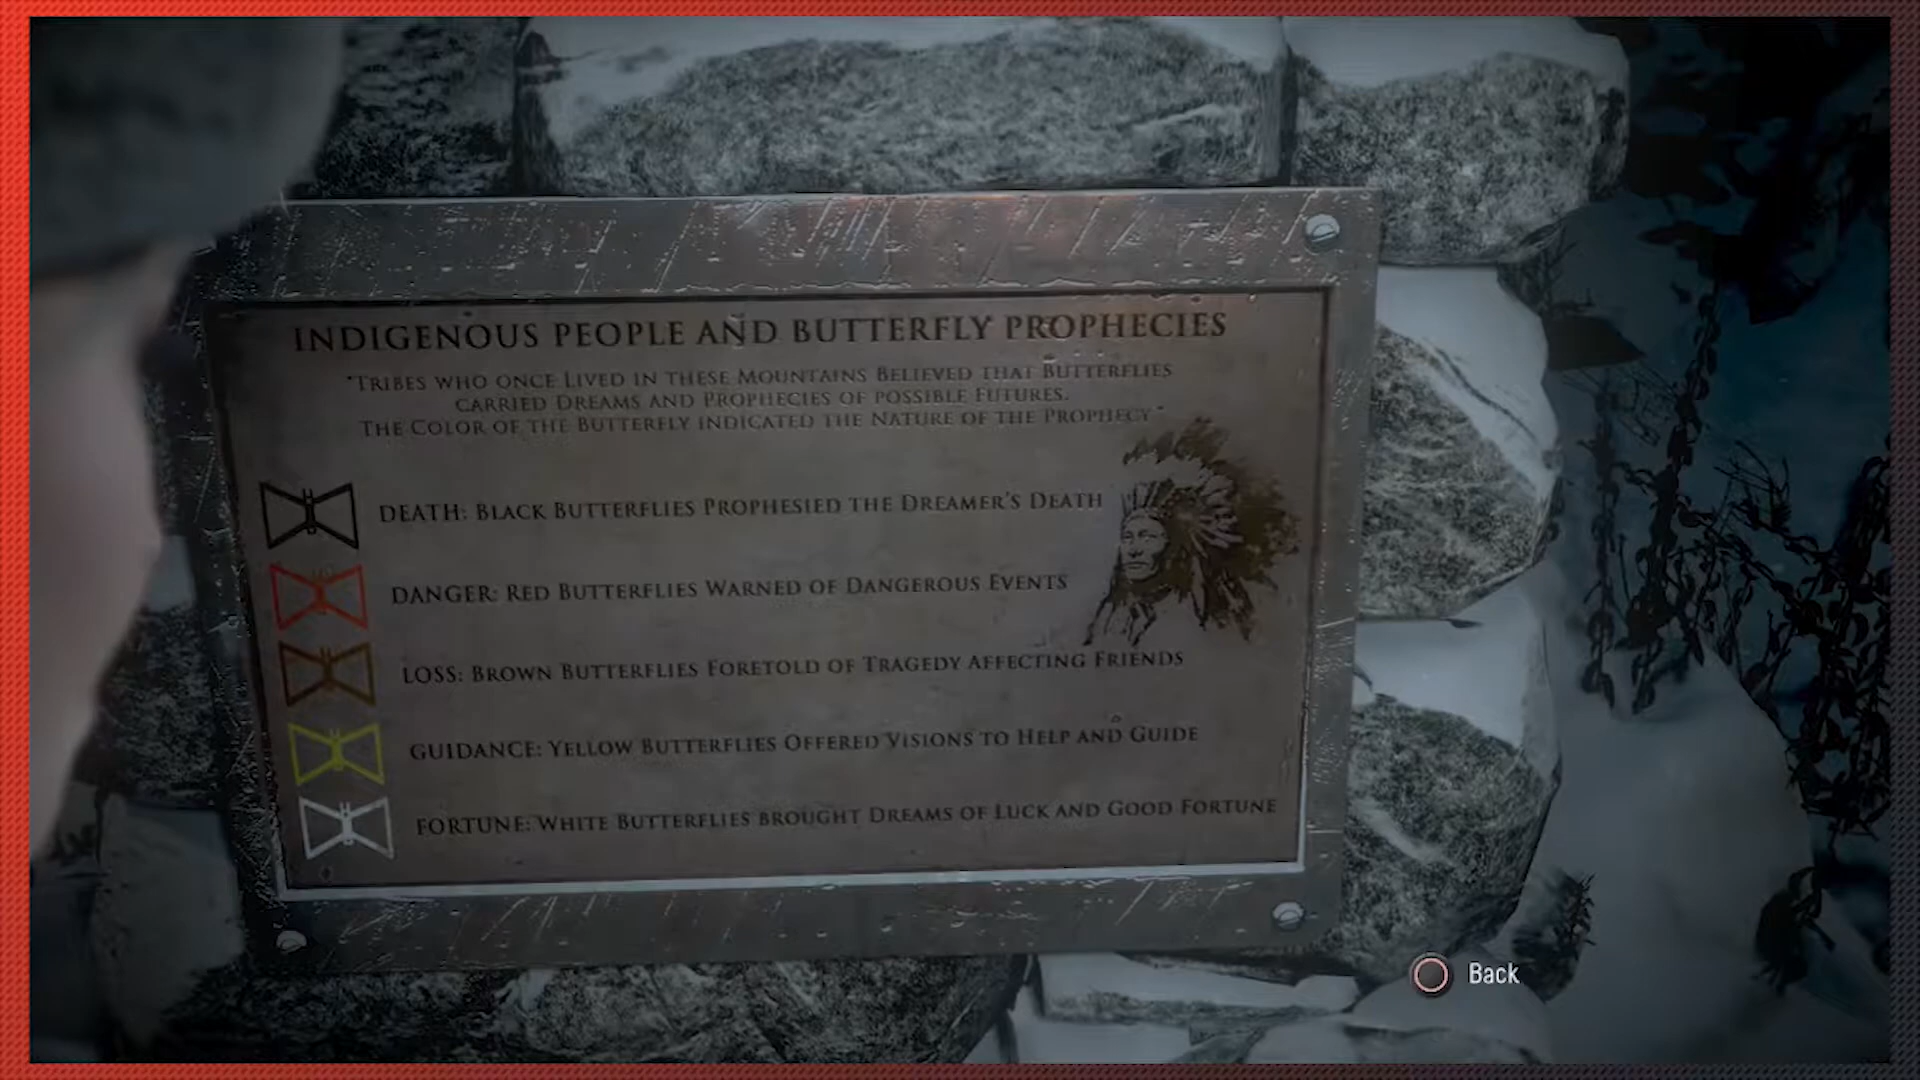 INDIGENOUS PEOPLE AND BUTTERFLY PROPHECIES
"TRIBES WHO ONCE LIVED IN THESE MOUNTAINS BELIEVED THAT BUTTERFLIES
CARRIED DREAMS AND PROPHECIES OF POSSIBLE FUTURES.
THE COLOR OF THE BUTTERFLY INDICATED THE NATURE OF THE PROPHECY"
DEATH: BLACK BUTTERFLIES PROPHESIED THE DREAMER'S DEATH
DANGER: RED BUTTERFLIES WARNED OF DANGEROUS EVENTS
LOSS: BROWN BUTTERFLIES FORETOLD OF TRAGEDY AFFECTING FRIENDS
GUIDANCE: YELLOW BUTTERFLIES OFFERED VISIONS TO HELP AND GUIDE
FORTUNE: WHITE BUTTERFLIES BROUGHT DREAMS OF LUCK AND GOOD FORTUNE
Back